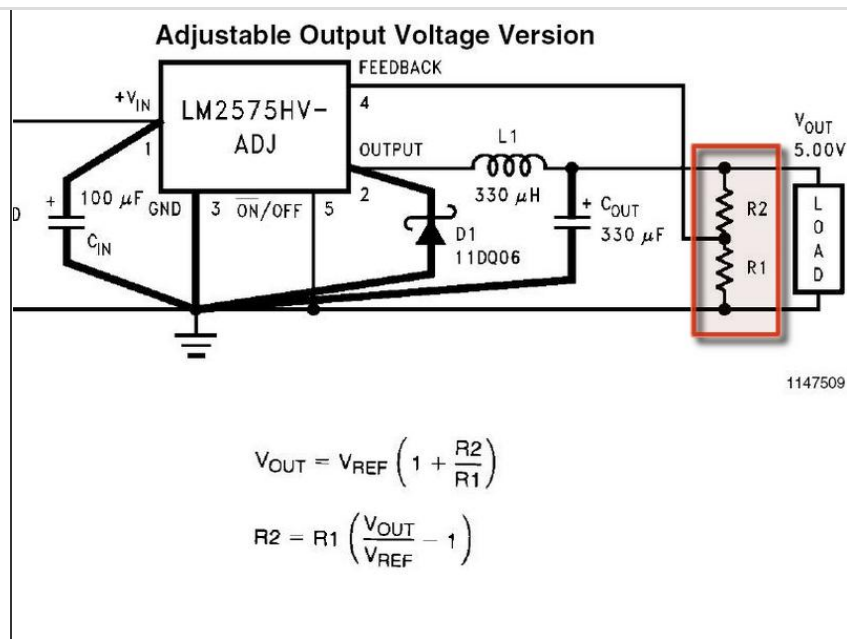 Adjustable Output Voltage Version
FEEDBACK
+VIN
LM2575HV-
ADJ
4
L1
VOUT
5.00V
1
OUTPUT
2
330 μH
+
100 μF
GND
3
ON/OFF
5
+
COUT
330 μF
R2
LOAD
D
CIN
D1
11DQ06
R1
1147509
VOUT = VREF (1 + R2/R1)
R2 = R1 (VOUT/VREF - 1)